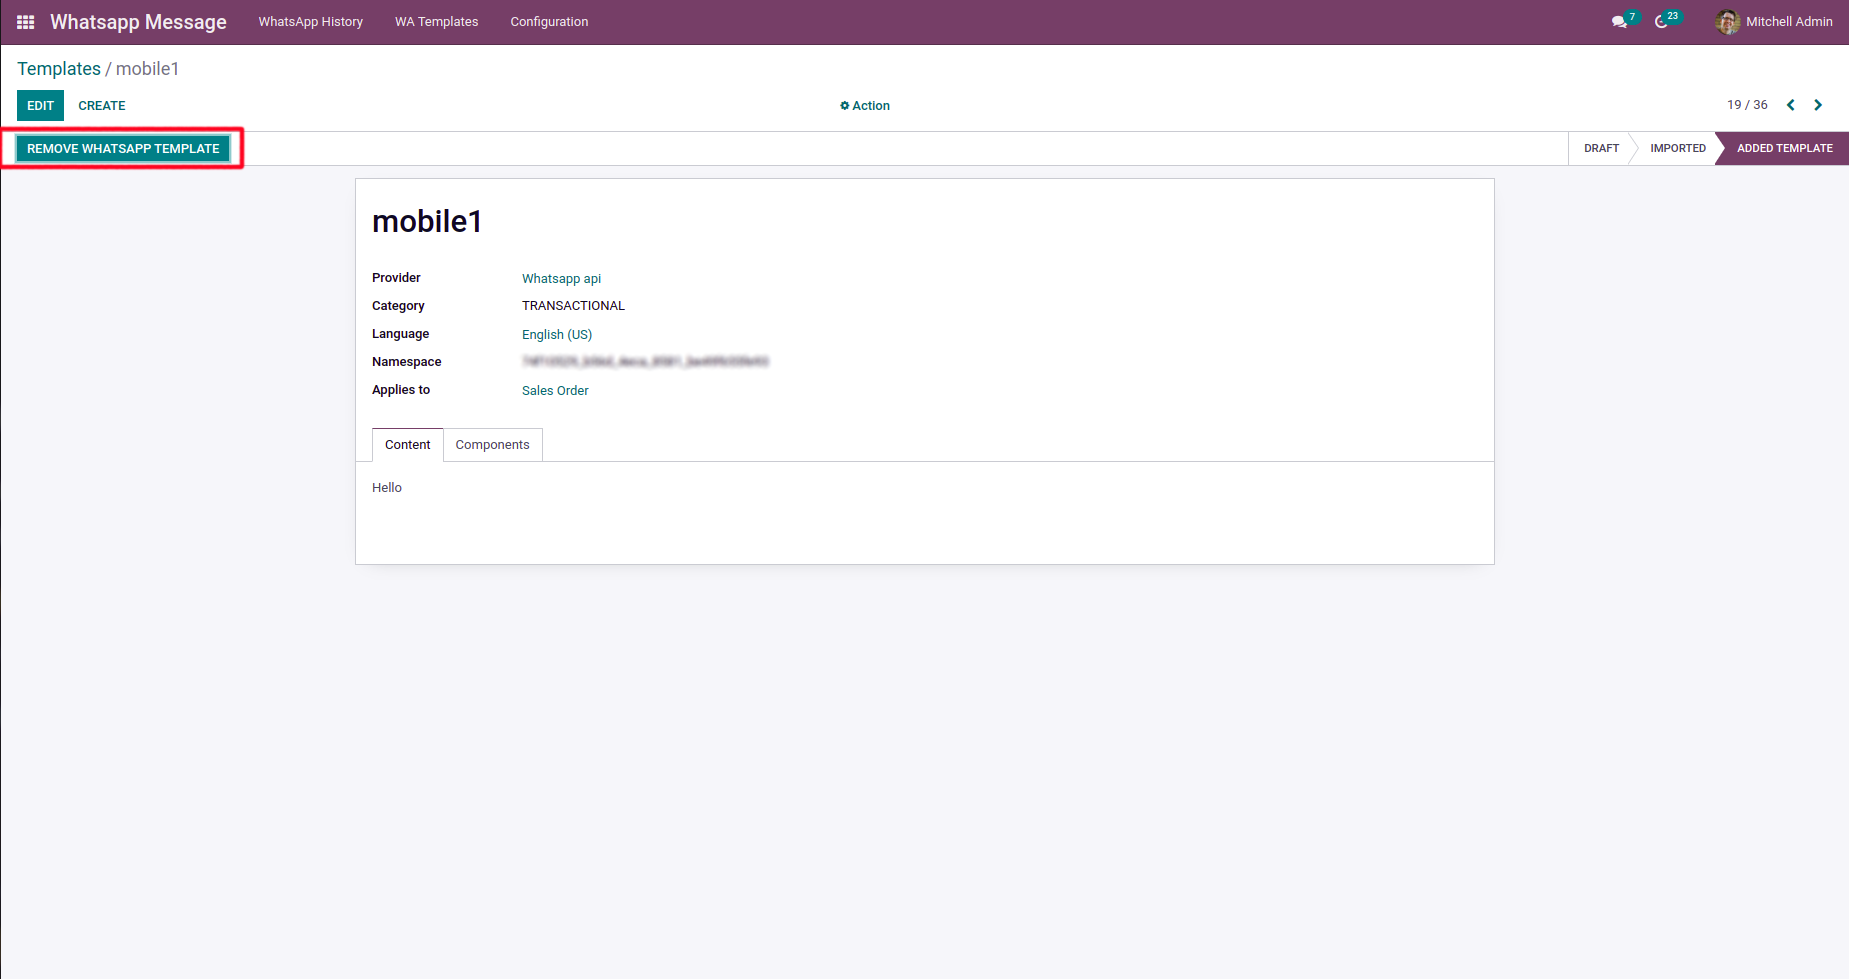 Whatsapp Message WhatsApp History WA Templates Configuration 7 23 Mitchell Admin
Templates / mobile1
EDIT CREATE Action 19 / 36
REMOVE WHATSAPP TEMPLATE DRAFT IMPORTED ADDED TEMPLATE
mobile1
Provider Whatsapp api
Category TRANSACTIONAL
Language English (US)
Namespace
Applies to Sales Order
Content Components
Hello